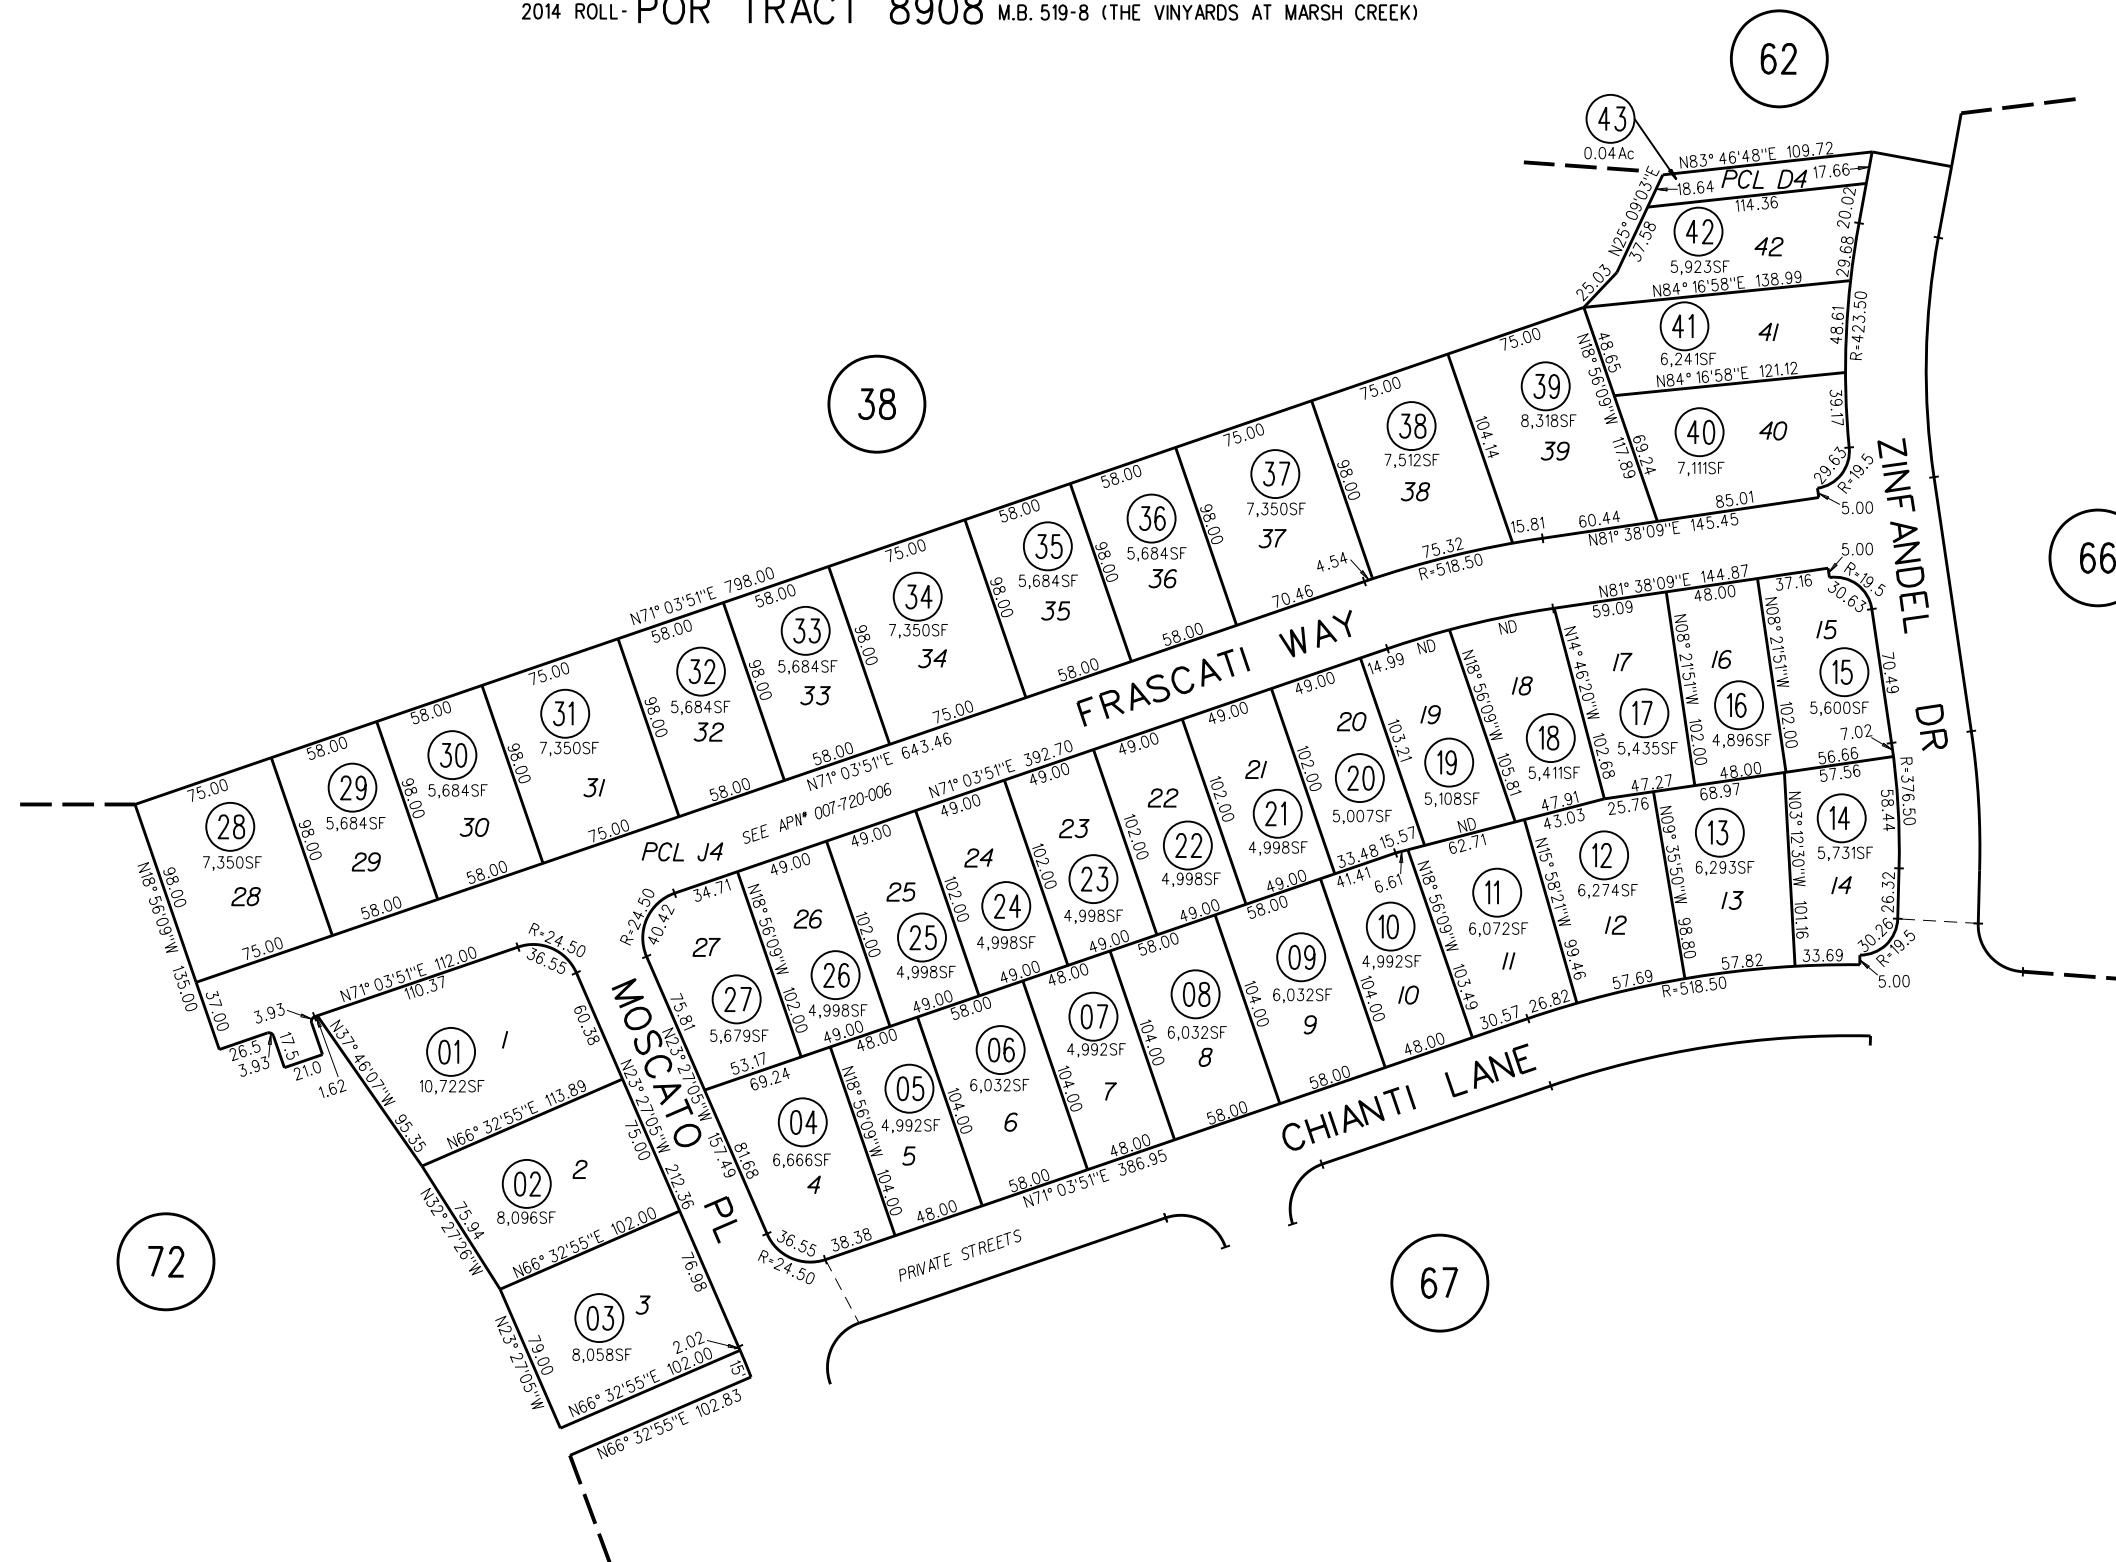 2014 ROLL- POR TRACT 8908 M.B. 519-8 (THE VINYARDS AT MARSH CREEK)
62
43
0.04Ac
N83° 46'48"E 109.72
PCL D4
17.66
18.64
114.36
20.02
N25° 09'03"E
37.58
25.03
42
42
5,923SF
29.68
N84° 16'58"E 138.99
41
41
6,241SF
48.61
R=423.50
48.65
N84° 16'58"E 121.12
N18° 56'09"W 117.89
69.24
40
40
7,111SF
39.17
29.63
R=19.5
85.01
5.00
N81° 38'09"E 145.45
ZINFANDEL DR
66
38
N71° 03'51"E 798.00
75.00
28
7,350SF
28
98.00
N18° 56'09"W 135.00
75.00
37.00
58.00
29
5,684SF
29
98.00
58.00
58.00
30
5,684SF
30
98.00
58.00
75.00
31
7,350SF
31
98.00
75.00
58.00
32
5,684SF
32
98.00
58.00
58.00
33
5,684SF
33
98.00
58.00
75.00
34
7,350SF
34
98.00
75.00
58.00
35
5,684SF
35
98.00
58.00
58.00
36
5,684SF
36
98.00
58.00
75.00
37
7,350SF
37
98.00
70.46
4.54
75.00
38
7,512SF
38
98.00
75.32
R=518.50
75.00
39
8,318SF
39
104.14
15.81
60.44
FRASCATI WAY
N71° 03'51"E 643.46
PCL J4
SEE APN# 007-720-006
N71° 03'51"E 392.70
N81° 38'09"E 144.87
5.00
R=19.5
30.63
37.16
15
15
5,600SF
70.49
7.02
56.66
N08° 21'51"W 102.00
48.00
16
16
4,896SF
48.00
N08° 21'51"W 102.00
59.09
17
17
5,435SF
47.27
N14° 46'20"W 102.68
ND
18
18
5,411SF
47.91
N18° 56'09"W 105.81
ND
14.99
19
19
5,108SF
ND
15.57
103.21
49.00
20
20
5,007SF
33.48
102.00
49.00
21
21
4,998SF
49.00
102.00
49.00
22
22
4,998SF
49.00
102.00
49.00
23
23
4,998SF
49.00
102.00
49.00
24
24
4,998SF
49.00
102.00
49.00
25
25
4,998SF
49.00
102.00
49.00
26
26
4,998SF
49.00
N18° 56'09"W 102.00
34.71
R=24.50
40.42
27
27
5,679SF
75.81
53.17
N23° 27'05"W 157.49
MOSCATO PL
N71° 03'51"E 112.00
110.37
R=24.50
36.55
60.38
3.93
26.5
3.93
17.5
21.0
1.62
01
1
10,722SF
N37° 46'07"W 95.35
N66° 32'55"E 113.89
02
2
8,096SF
75.00
N23° 27'05"W 212.36
75.94
N32° 27'26"W
N66° 32'55"E 102.00
03
3
8,058SF
76.98
79.00
N23° 27'05"W
2.02
N66° 32'55"E 102.00
15'
N66° 32'55"E 102.83
72
69.24
04
6,666SF
4
81.68
36.55
R=24.50
38.38
N18° 56'09"W 104.00
48.00
05
4,992SF
5
48.00
104.00
58.00
06
6,032SF
6
58.00
104.00
48.00
07
4,992SF
7
48.00
104.00
58.00
08
6,032SF
8
58.00
104.00
58.00
09
6,032SF
9
58.00
104.00
41.41
6.61
10
4,992SF
10
48.00
N18° 56'09"W 103.49
62.71
11
6,072SF
11
30.57
26.82
N15° 58'21"W 99.46
43.03
25.76
12
6,274SF
12
57.69
N09° 35'50"W 98.80
68.97
13
6,293SF
13
57.82
N03° 12'30"W 101.16
57.56
14
5,731SF
14
58.44
R=376.50
29.32
30.26
R=19.5
33.69
5.00
R=518.50
N71° 03'51"E 386.95
CHIANTI LANE
PRIVATE STREETS
67